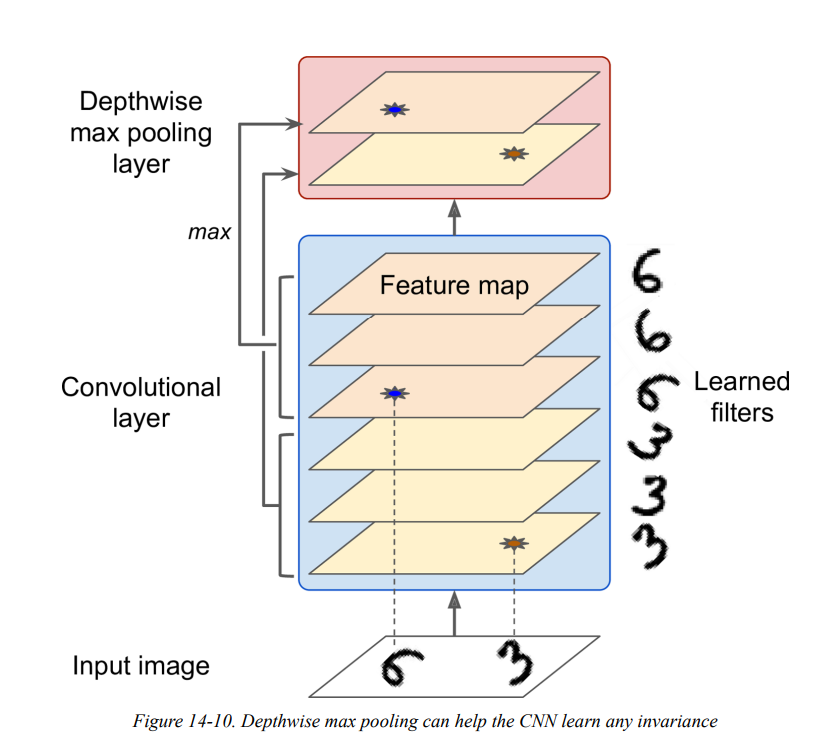 Depthwise
max pooling
layer
max
Feature map
6
6
6
3
3
3
Learned
filters
Convolutional
layer
Input image
6 3
Figure 14-10. Depthwise max pooling can help the CNN learn any invariance